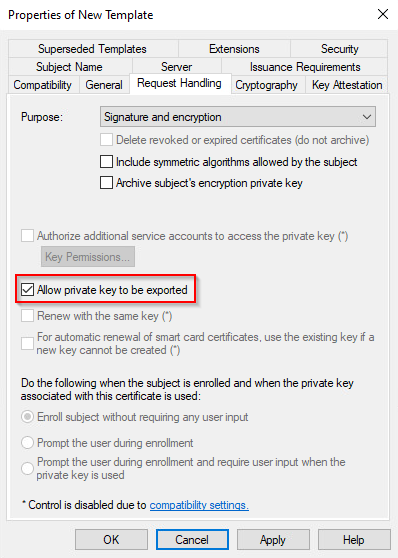 Properties of New Template
Superseded Templates Extensions Security
Subject Name Server Issuance Requirements
Compatibility General Request Handling Cryptography Key Attestation
Purpose: Signature and encryption
Delete revoked or expired certificates (do not archive)
Include symmetric algorithms allowed by the subject
Archive subject's encryption private key
Authorize additional service accounts to access the private key (*)
Key Permissions...
Allow private key to be exported
Renew with the same key (*)
For automatic renewal of smart card certificates, use the existing key if a
new key cannot be created (*)
Do the following when the subject is enrolled and when the private key
associated with this certificate is used:
Enroll subject without requiring any user input
Prompt the user during enrollment
Prompt the user during enrollment and require user input when the
private key is used
* Control is disabled due to compatibility settings.
OK Cancel Apply Help